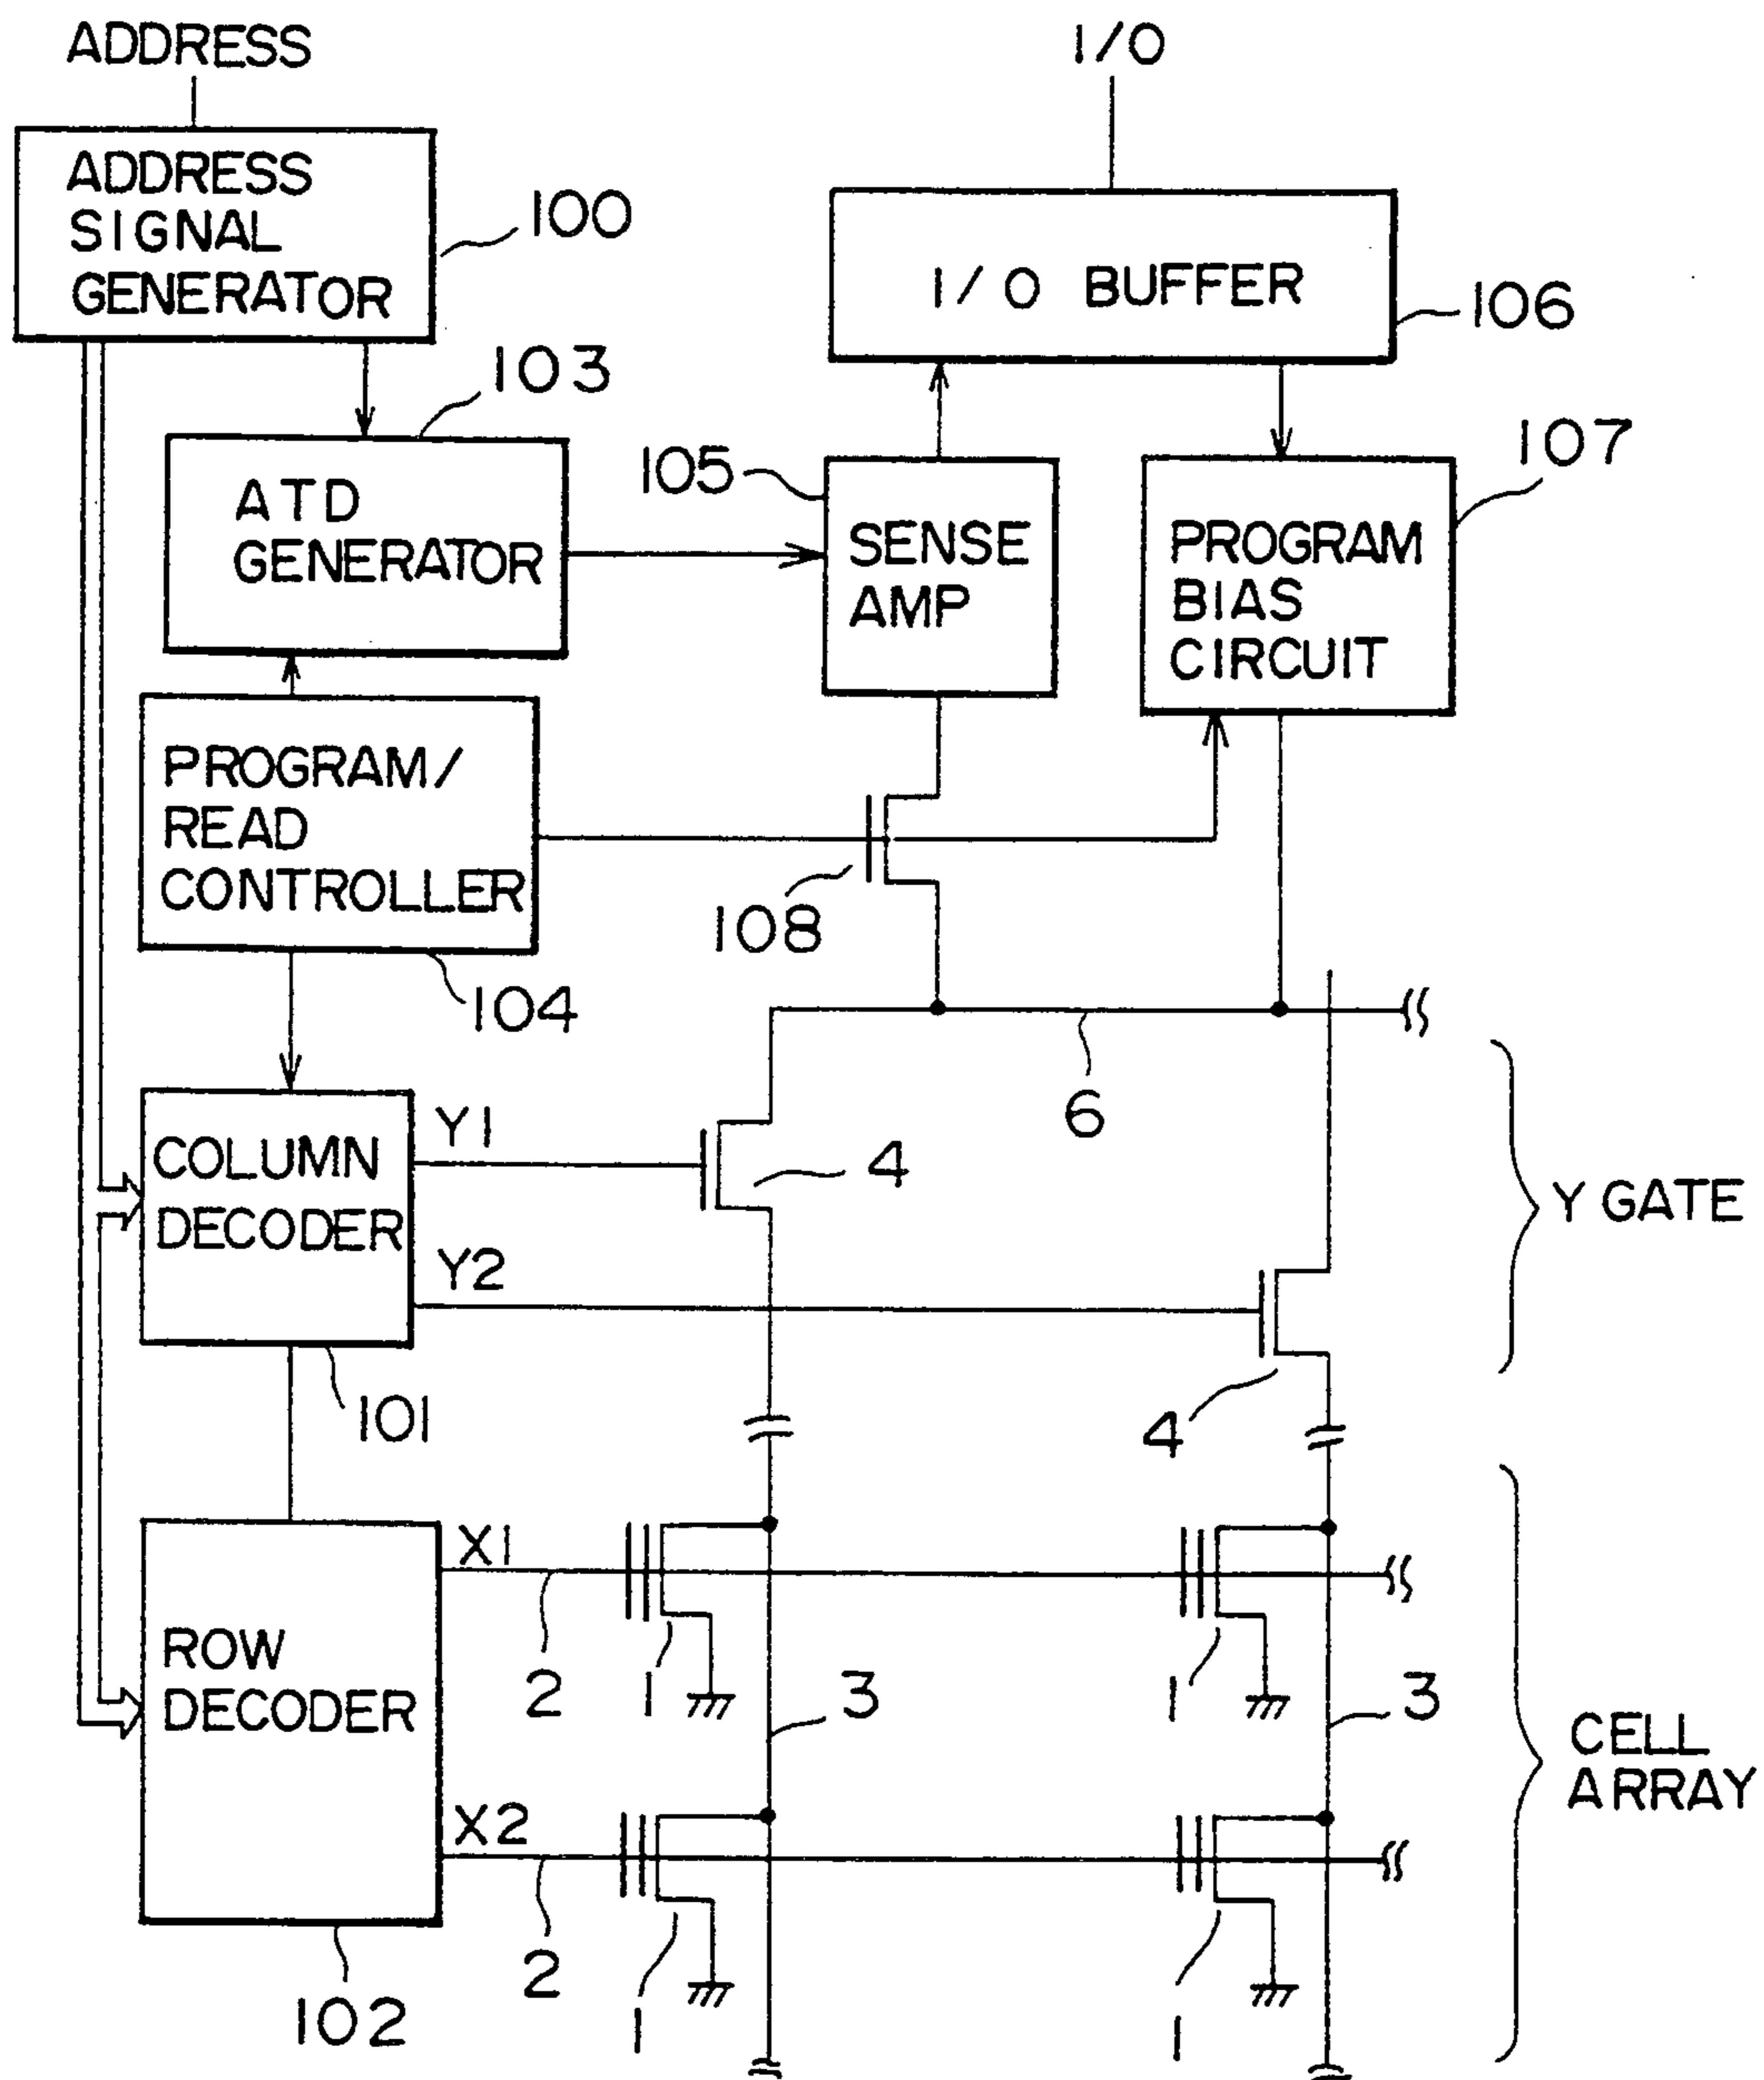 ADDRESS
I/O
ADDRESS
SIGNAL
GENERATOR
100
I/O BUFFER
106
103
105
107
ATD
GENERATOR
SENSE
AMP
PROGRAM
BIAS
CIRCUIT
PROGRAM/
READ
CONTROLLER
108
104
6
Y1
4
COLUMN
DECODER
Y GATE
Y2
101
4
X1
ROW
DECODER
2
1
3
1
3
CELL
ARRAY
X2
2
1
1
102